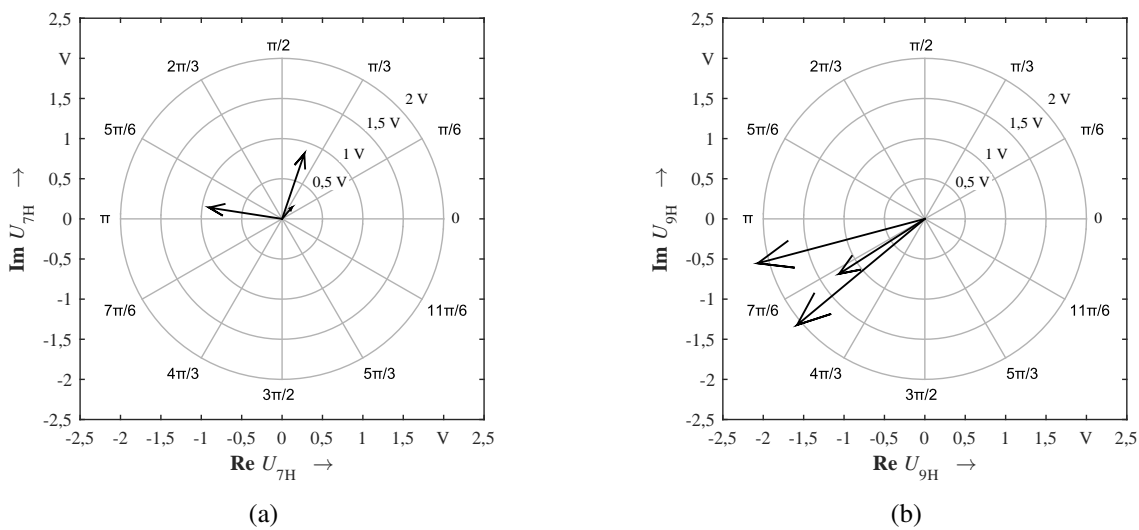 2,5
V
1,5
1
0,5
0
-0,5
-1
-1,5
-2
-2,5
-2,5 -2 -1,5 -1 -0,5 0 0,5 1 1,5 V 2,5
Im U7H →
Re U7H →
π/2
π/3
π/6
0
11π/6
5π/3
3π/2
4π/3
7π/6
π
5π/6
2π/3
2 V
1,5 V
1 V
0,5 V
(a)
2,5
V
1,5
1
0,5
0
-0,5
-1
-1,5
-2
-2,5
-2,5 -2 -1,5 -1 -0,5 0 0,5 1 1,5 V 2,5
Im U9H →
Re U9H →
π/2
π/3
π/6
0
11π/6
5π/3
3π/2
4π/3
7π/6
π
5π/6
2π/3
2 V
1,5 V
1 V
0,5 V
(b)